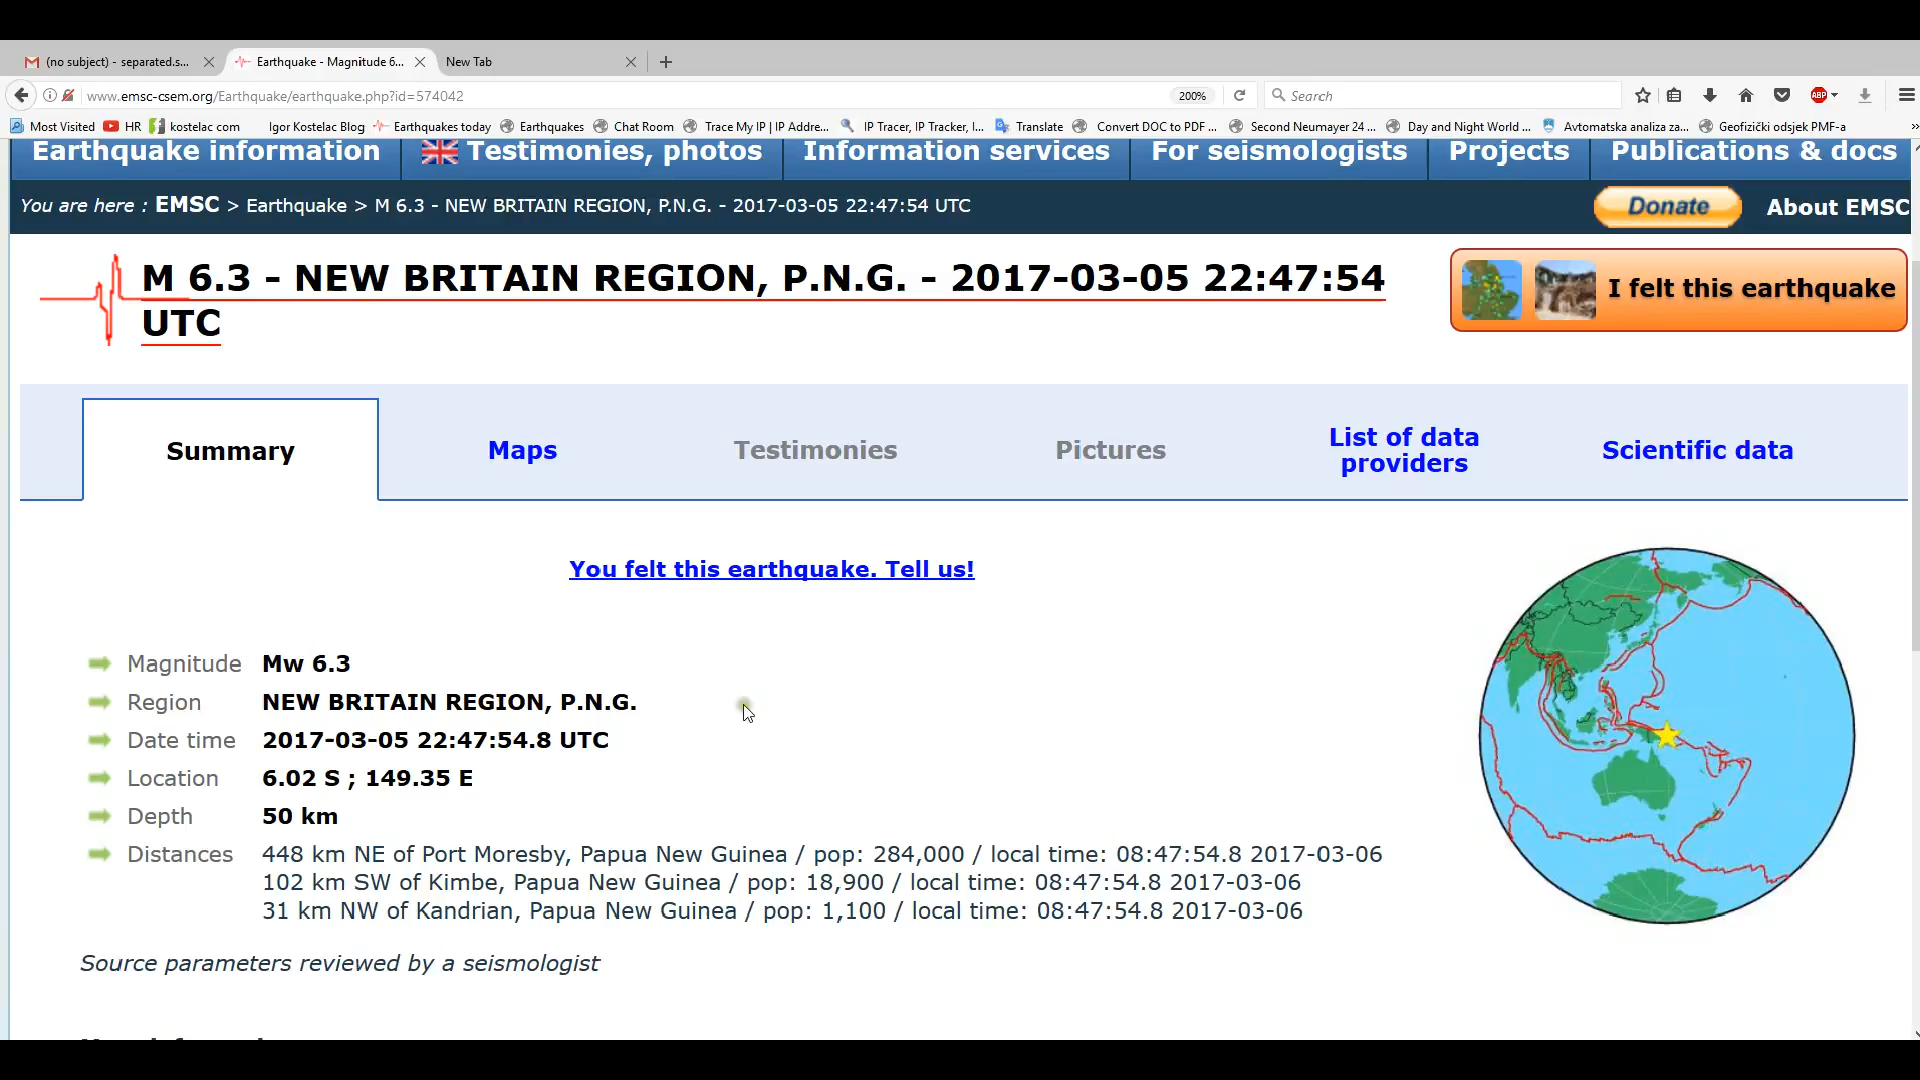 (no subject) - separated.s...
Earthquake - Magnitude 6...
New Tab
www.emsc-csem.org/Earthquake/earthquake.php?id=574042
200%
Search
ABP
Most Visited
HR
kostelac com
Igor Kostelac Blog
Earthquakes today
Earthquakes
Chat Room
Trace My IP | IP Addre...
IP Tracer, IP Tracker, I...
Translate
Convert DOC to PDF ...
Second Neumayer 24 ...
Day and Night World ...
Avtomatska analiza za...
Geofizički odsjek PMF-a
Earthquake information
Testimonies, photos
Information services
For seismologists
Projects
Publications & docs
You are here : EMSC > Earthquake > M 6.3 - NEW BRITAIN REGION, P.N.G. - 2017-03-05 22:47:54 UTC
Donate
About EMSC
M 6.3 - NEW BRITAIN REGION, P.N.G. - 2017-03-05 22:47:54
UTC
I felt this earthquake
Summary
Maps
Testimonies
Pictures
List of data
providers
Scientific data
You felt this earthquake. Tell us!
Magnitude Mw 6.3
Region NEW BRITAIN REGION, P.N.G.
Date time 2017-03-05 22:47:54.8 UTC
Location 6.02 S ; 149.35 E
Depth 50 km
Distances 448 km NE of Port Moresby, Papua New Guinea / pop: 284,000 / local time: 08:47:54.8 2017-03-06
102 km SW of Kimbe, Papua New Guinea / pop: 18,900 / local time: 08:47:54.8 2017-03-06
31 km NW of Kandrian, Papua New Guinea / pop: 1,100 / local time: 08:47:54.8 2017-03-06
Source parameters reviewed by a seismologist